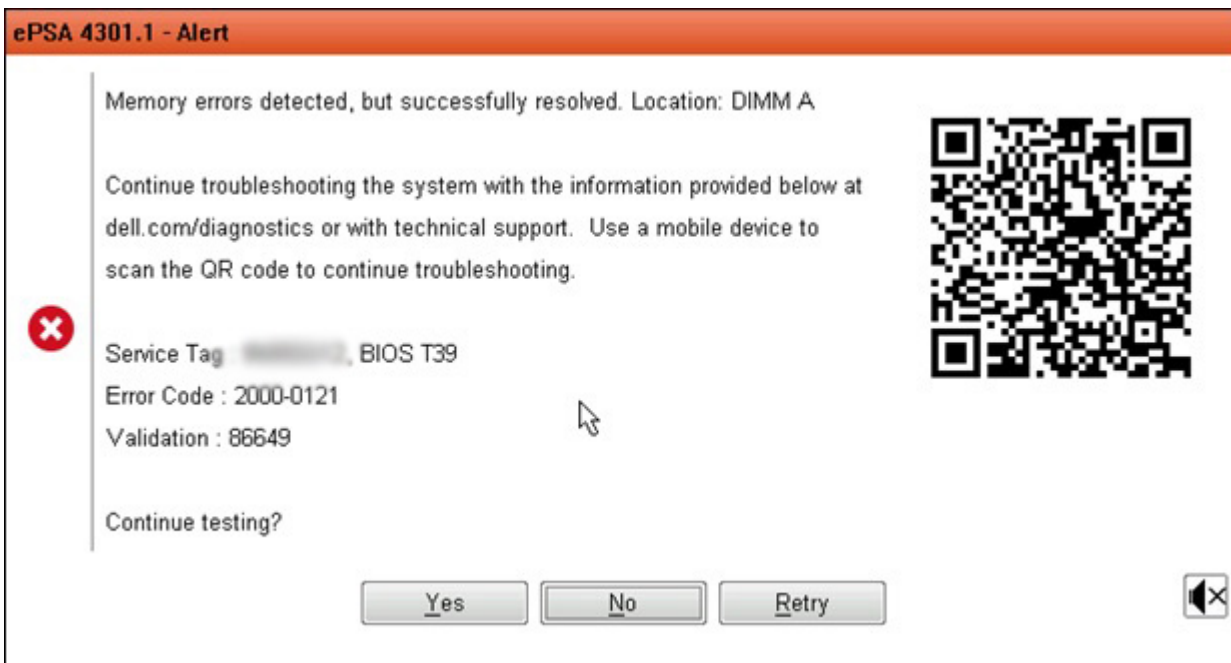 ePSA 4301.1 - Alert
Memory errors detected, but successfully resolved. Location: DIMM A
Continue troubleshooting the system with the information provided below at
dell.com/diagnostics or with technical support. Use a mobile device to
scan the QR code to continue troubleshooting.
Service Tag : , BIOS T39
Error Code : 2000-0121
Validation : 86649
Continue testing?
Yes No Retry